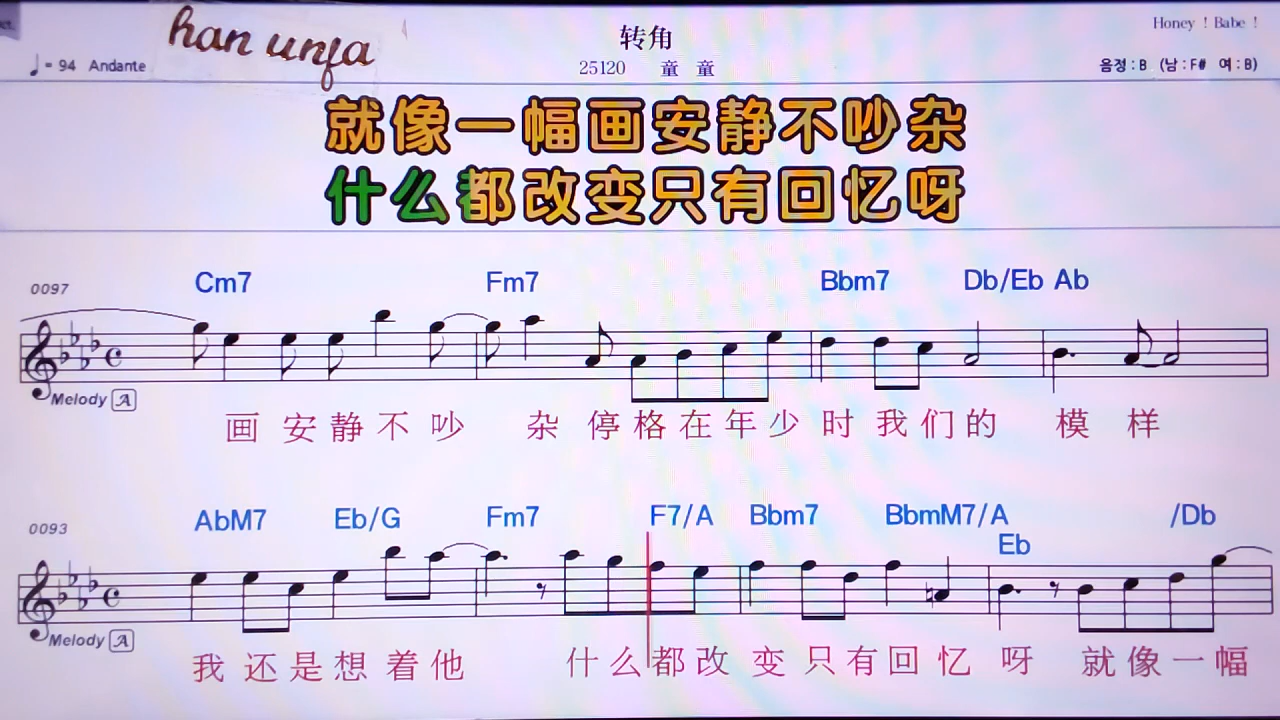 han unfa
转角
Honey ! Babe !
♩= 94 Andante
25120 童 童
음정 : B (남 : F# 여 : B)
就像一幅画安静不吵杂
什么都改变只有回忆呀
0097
Cm7 Fm7 Bbm7 Db/Eb Ab
Melody A
画 安 静 不 吵 杂 停 格 在 年 少 时 我 们 的 模 样
0093
AbM7 Eb/G Fm7 F7/A Bbm7 BbmM7/A /Db
Eb
Melody A
我 还 是 想 着 他 什 么 都 改 变 只 有 回 忆 呀 就 像 一 幅